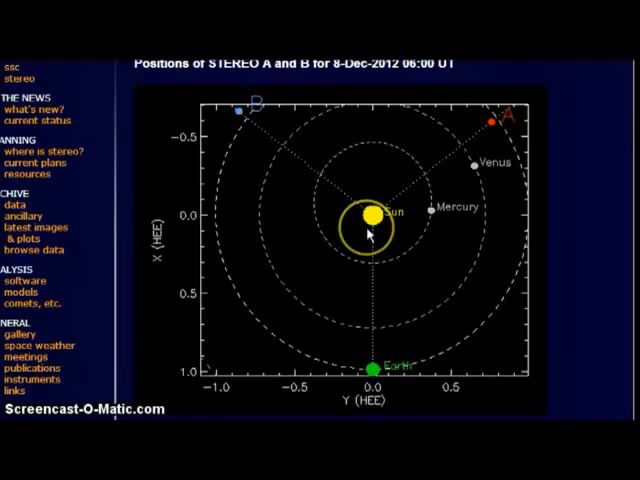 Positions of STEREO A and B for 8-Dec-2012 06:00 UT
ssc
stereo
THE NEWS
what's new?
current status
ANNING
where is stereo?
current plans
resources
CHIVE
data
ancillary
latest images
& plots
browse data
ALYSIS
software
models
comets, etc.
NERAL
gallery
space weather
meetings
publications
instruments
links
B
A
Venus
Mercury
Sun
Earth
-0.5
0.0
0.5
1.0
X (HEE)
-1.0
-0.5
0.0
0.5
Y (HEE)
Screencast-O-Matic.com